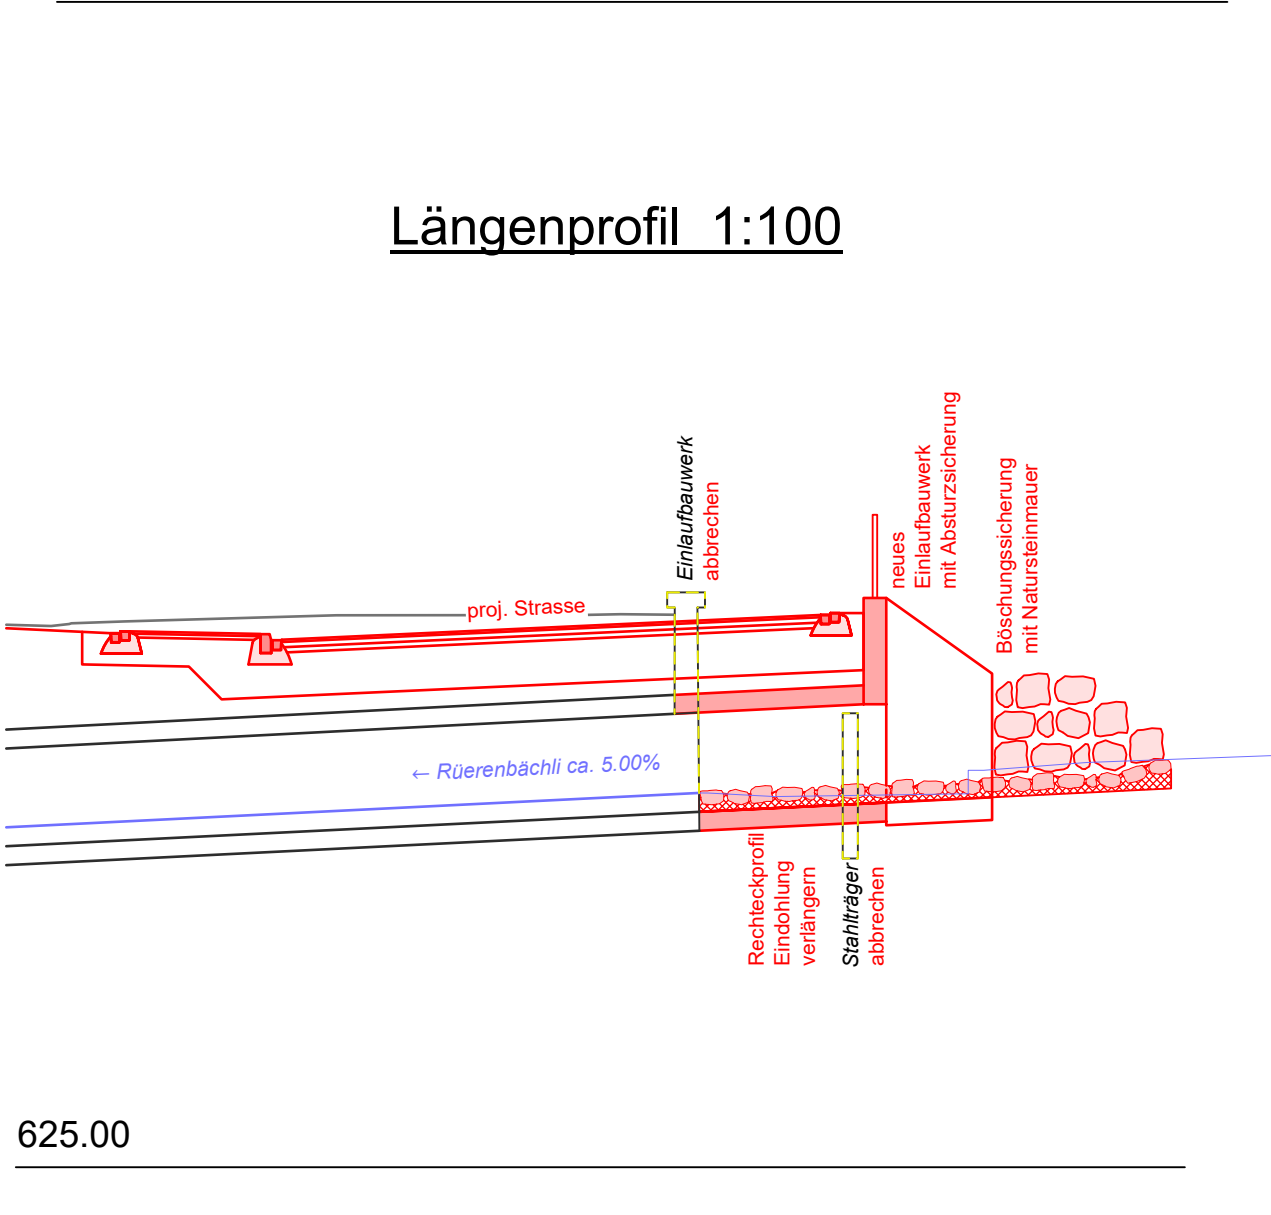 Längenprofil 1:100
Einlaufbauwerk
abbrechen
neues
Einlaufbauwerk
mit Absturzsicherung
Böschungssicherung
mit Natursteinmauer
proj. Strasse
← Rüerenbächli ca. 5.00%
Rechteckprofil
Eindohlung
verlängern
Stahlträger
abbrechen
625.00